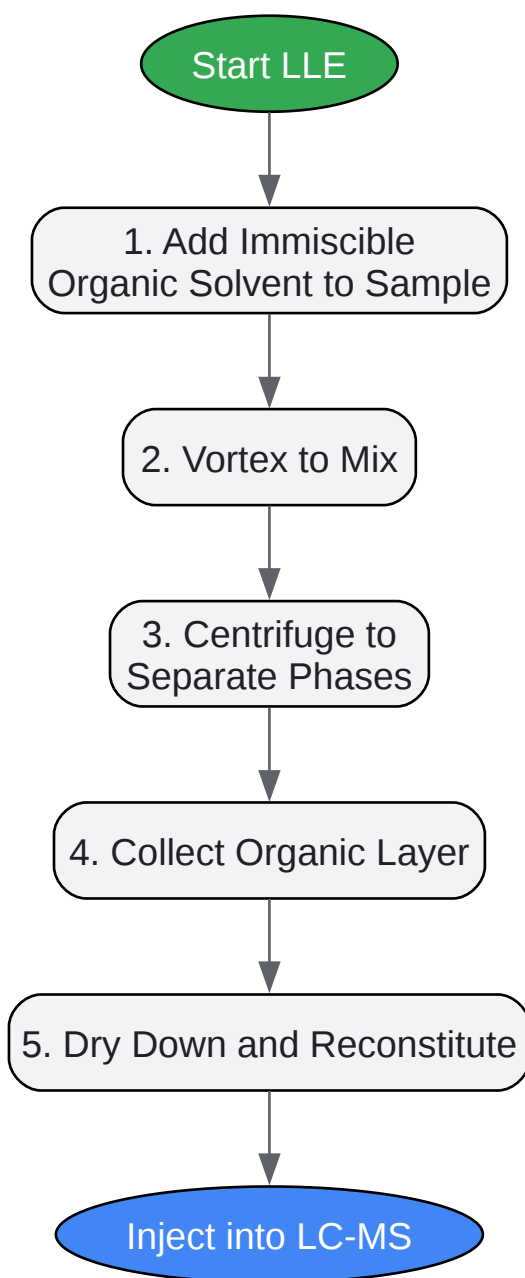 Start LLE
1. Add Immiscible
Organic Solvent to Sample
2. Vortex to Mix
3. Centrifuge to
Separate Phases
4. Collect Organic Layer
5. Dry Down and Reconstitute
Inject into LC-MS